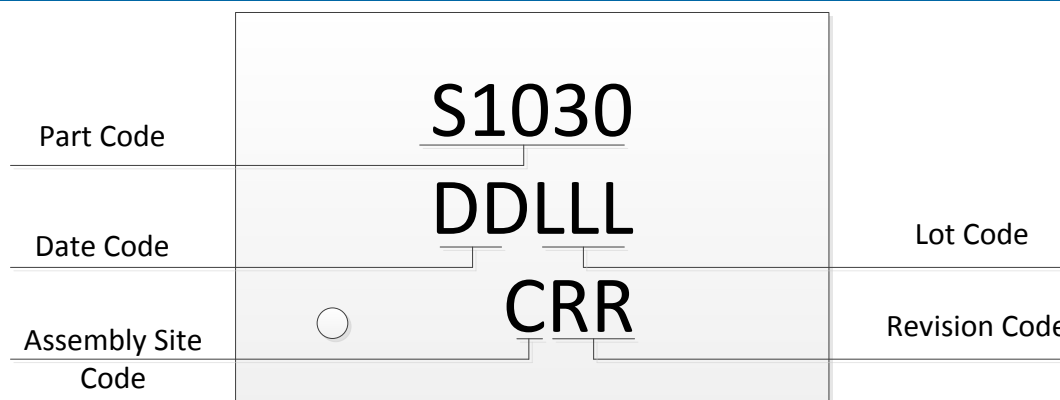 S1030
Part Code
DDLLL
Date Code
Lot Code
CRR
Assembly Site
Code
Revision Code